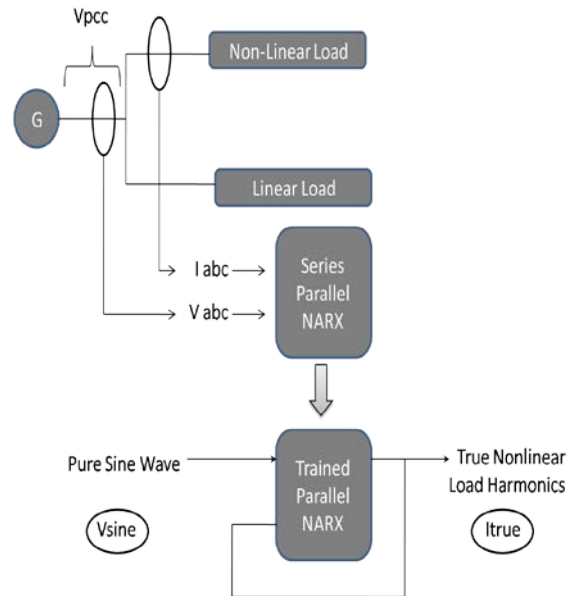 Vpcc
Non-Linear Load
G
Linear Load
I abc
V abc
Series
Parallel
NARX
Pure Sine Wave
Trained
Parallel
NARX
True Nonlinear
Load Harmonics
Vsine
Itrue